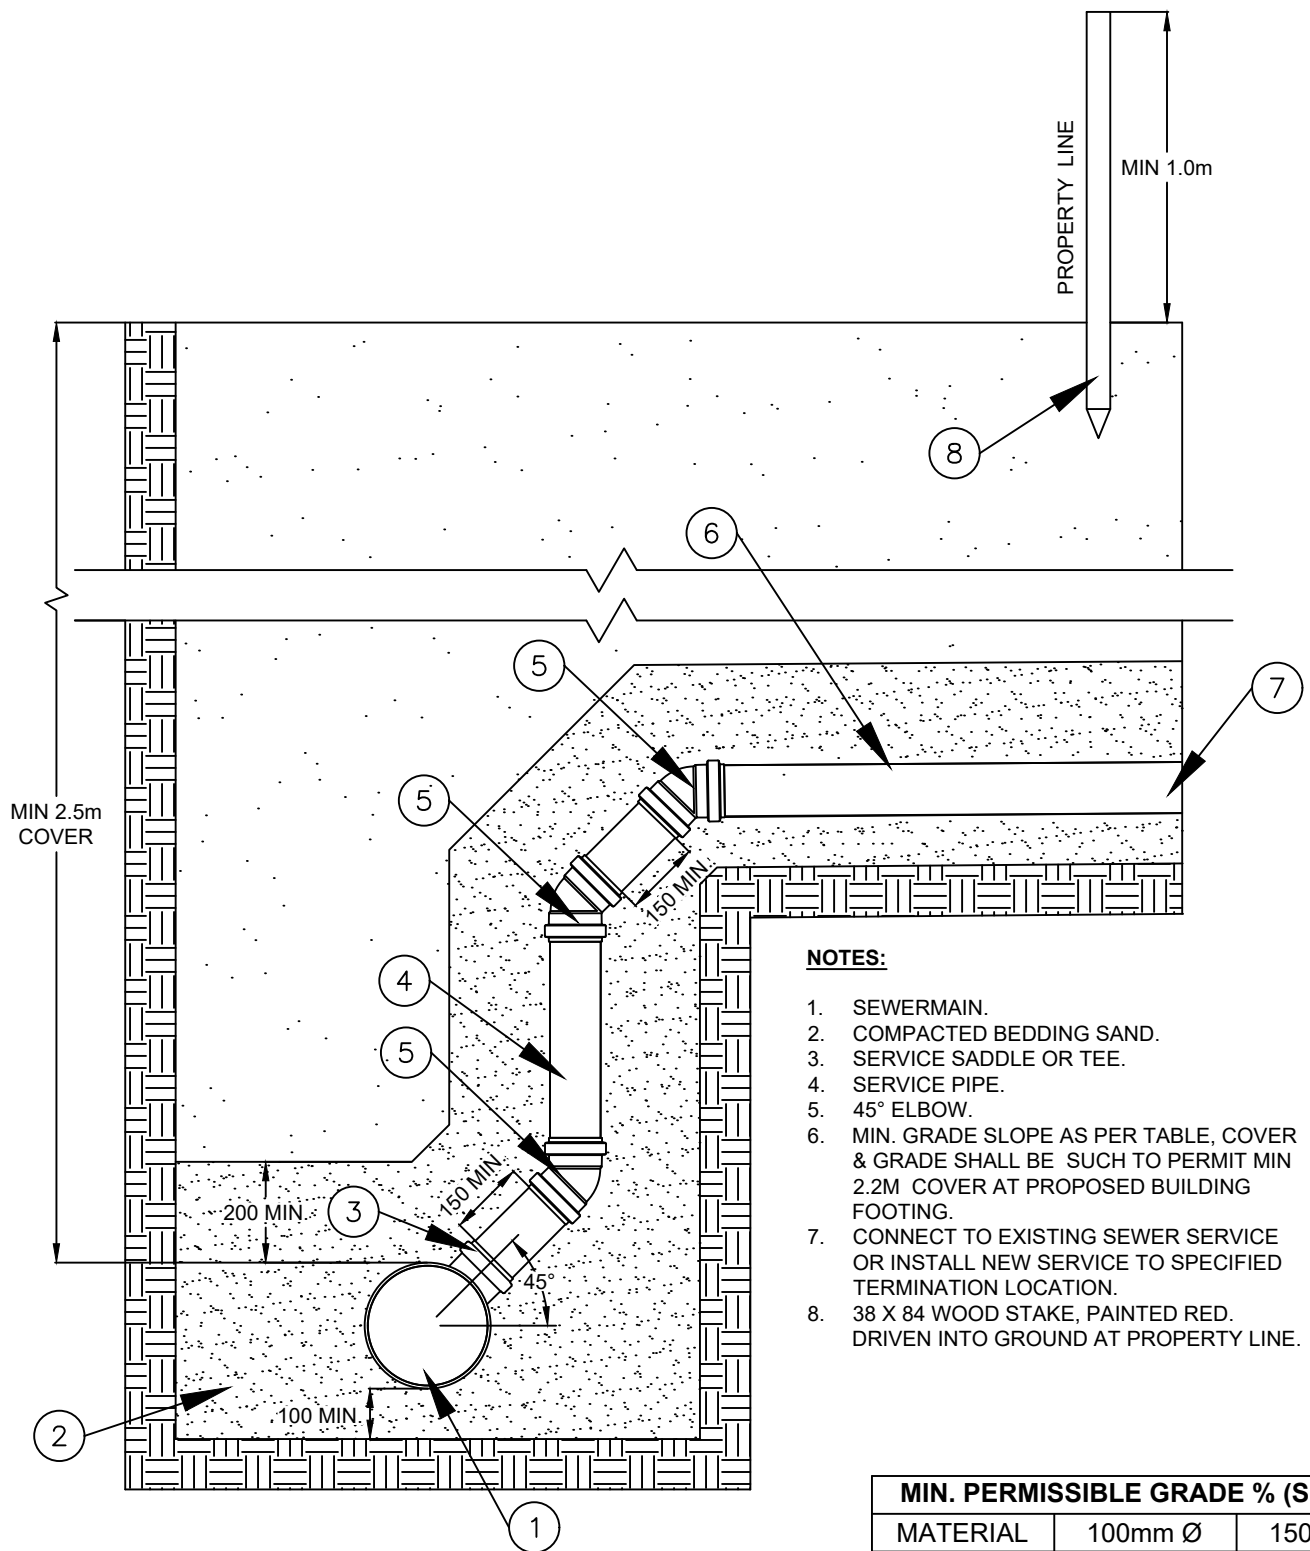 PROPERTY LINE
MIN 1.0m
8
6
5
7
MIN 2.5m
COVER
5
150 MIN.
4
5
150 MIN.
200 MIN.
3
45°
100 MIN.
2
1
NOTES:
1. SEWERMAIN.
2. COMPACTED BEDDING SAND.
3. SERVICE SADDLE OR TEE.
4. SERVICE PIPE.
5. 45° ELBOW.
6. MIN. GRADE SLOPE AS PER TABLE, COVER
& GRADE SHALL BE SUCH TO PERMIT MIN
2.2M COVER AT PROPOSED BUILDING
FOOTING.
7. CONNECT TO EXISTING SEWER SERVICE
OR INSTALL NEW SERVICE TO SPECIFIED
TERMINATION LOCATION.
8. 38 X 84 WOOD STAKE, PAINTED RED.
DRIVEN INTO GROUND AT PROPERTY LINE.
MIN. PERMISSIBLE GRADE % (S
MATERIAL 100mm Ø 150